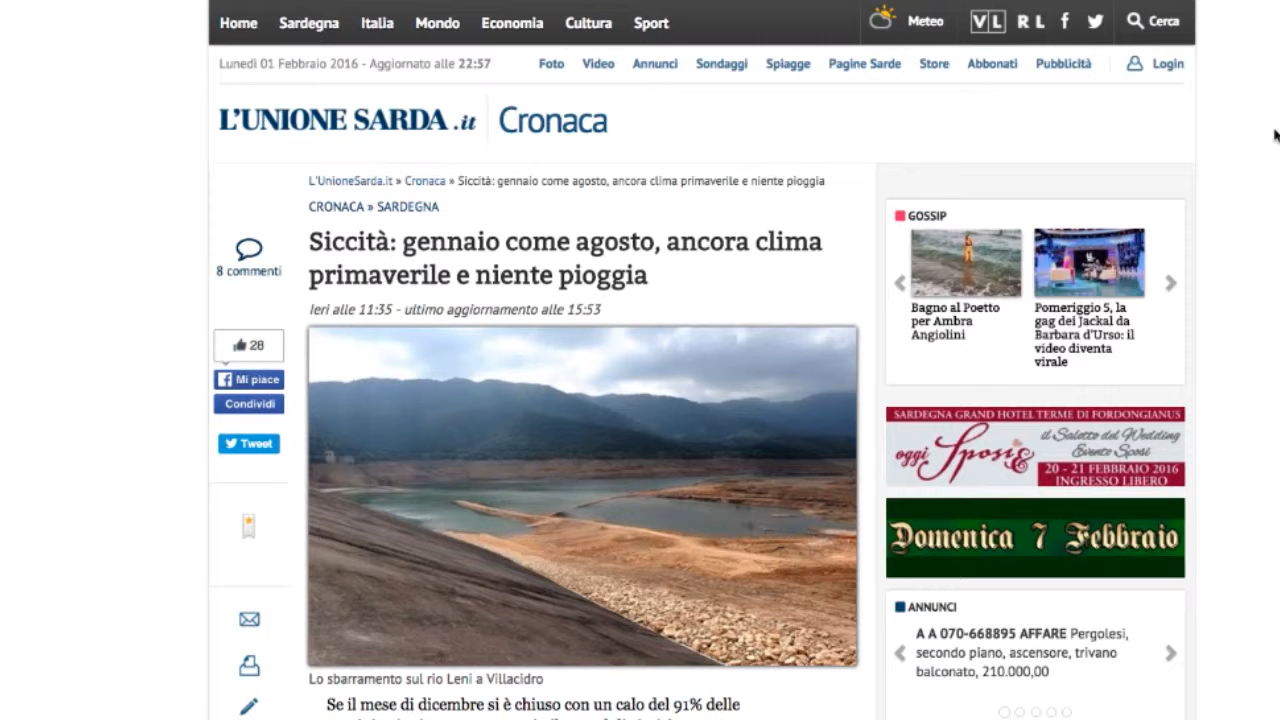 Home Sardegna Italia Mondo Economia Cultura Sport Meteo VL RL Cerca
Lunedì 01 Febbraio 2016 - Aggiornato alle 22:57 Foto Video Annunci Sondaggi Spiagge Pagine Sarde Store Abbonati Pubblicità Login
L'UNIONE SARDA.it Cronaca
L'UnioneSarda.it » Cronaca » Siccità: gennaio come agosto, ancora clima primaverile e niente pioggia
CRONACA » SARDEGNA
Siccità: gennaio come agosto, ancora clima
primaverile e niente pioggia
Ieri alle 11:35 - ultimo aggiornamento alle 15:53
8 commenti
28
Mi piace
Condividi
Tweet
Lo sbarramento sul rio Leni a Villacidro
Se il mese di dicembre si è chiuso con un calo del 91% delle
GOSSIP
Bagno al Poetto
per Ambra
Angiolini
Pomeriggio 5, la
gag dei Jackal da
Barbara d'Urso: il
video diventa
virale
SARDEGNA GRAND HOTEL TERME DI FORDONGIANUS
oggi Sposi
il Salotto del Wedding
Evento Sposi
20 - 21 FEBBRAIO 2016
INGRESSO LIBERO
Domenica 7 Febbraio
ANNUNCI
A A 070-668895 AFFARE Pergolesi,
secondo piano, ascensore, trivano
balconato, 210.000,00